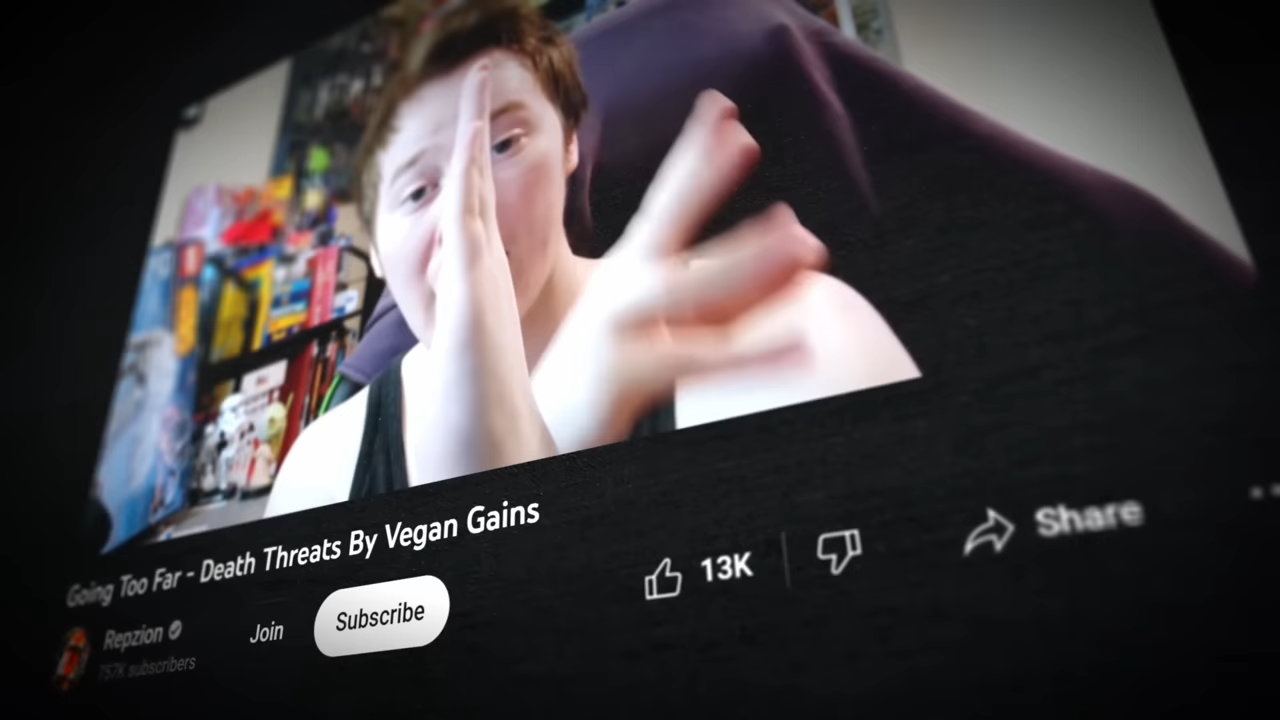 Going Too Far - Death Threats By Vegan Gains
Repzion
757K subscribers
Join
Subscribe
13K
Share